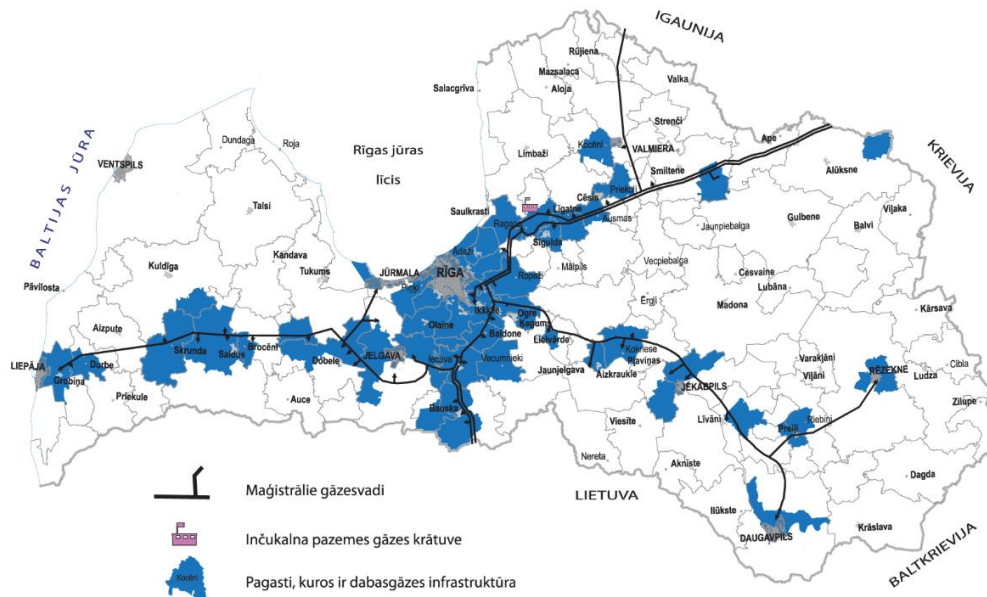 IGAUNIJA
Rūjiena
Mazsalaca
Valka
Salacgrīva
Aloja
Strenči
Dundaga
Roja
Rīgas jūras
līcis
BALTIJAS JŪRA
VENTSPILS
Limbaži
Kocēni
VALMIERA
Ape
Smiltene
Alūksne
KRIEVIJA
Talsi
Cēsis
Priekuļi
Saulkrasti
Līgatne
Ragana
Ausmas
Jaunpiebalga
Gulbene
Viļaka
Balvi
Sigulda
Kandava
Ādaži
Kuldīga
Tukums
JŪRMALA
RĪGA
Ropaži
Mālpils
Vecpiebalga
Cesvaine
Lubāna
Pāvilosta
Piņķi
Ērgļi
Madona
Kārsava
Aizpute
Olaine
Ikšķile
Ogre
Ķegums
Skrunda
Saldus
Brocēni
Baldone
Lielvārde
Koknese
Varakļāni
LIEPĀJA
Durbe
Dobele
JELGAVA
Iecava
Vecumnieki
Jaunjelgava
Pļaviņas
Aizkraukle
Viļāni
RĒZEKNE
Cibla
Ludza
Grobiņa
JĒKABPILS
Priekule
Auce
Bauska
Viesīte
Līvāni
Preiļi
Riebiņi
Zilupe
Nereta
Aknīste
Dagda
LIETUVA
Ilūkste
DAUGAVPILS
Krāslava
BALTKRIEVIJA
Maģistrālie gāzesvadi
Inčukalna pazemes gāzes krātuve
Kocēni
Pagasti, kuros ir dabasgāzes infrastruktūra